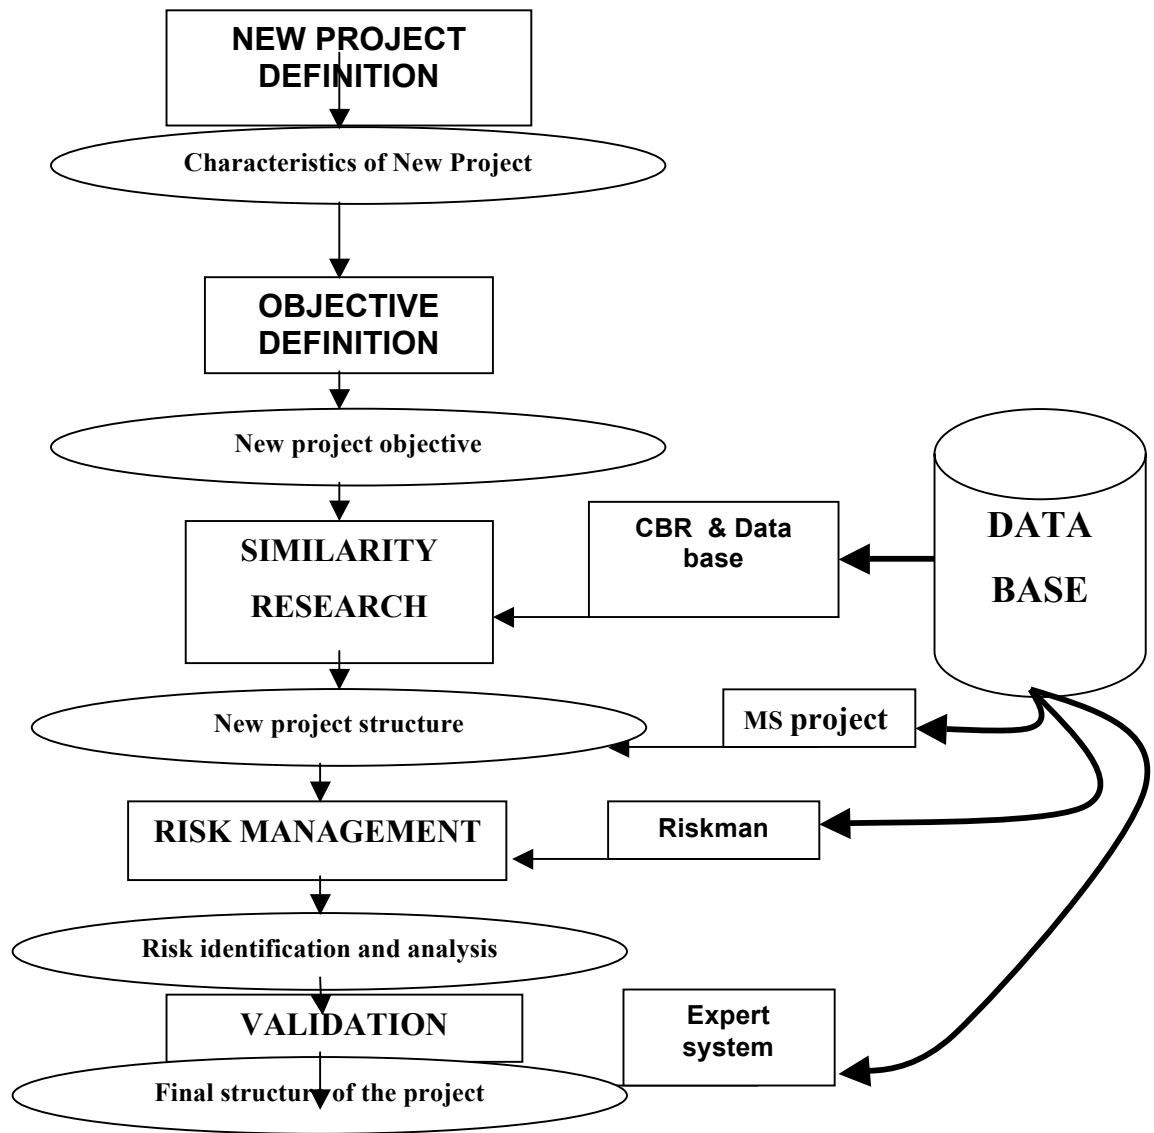 NEW PROJECT
DEFINITION
Characteristics of New Project
OBJECTIVE
DEFINITION
New project objective
SIMILARITY
RESEARCH
CBR & Data
base
DATA
BASE
New project structure
MS project
RISK MANAGEMENT
Riskman
Risk identification and analysis
VALIDATION
Expert
system
Final structure of the project